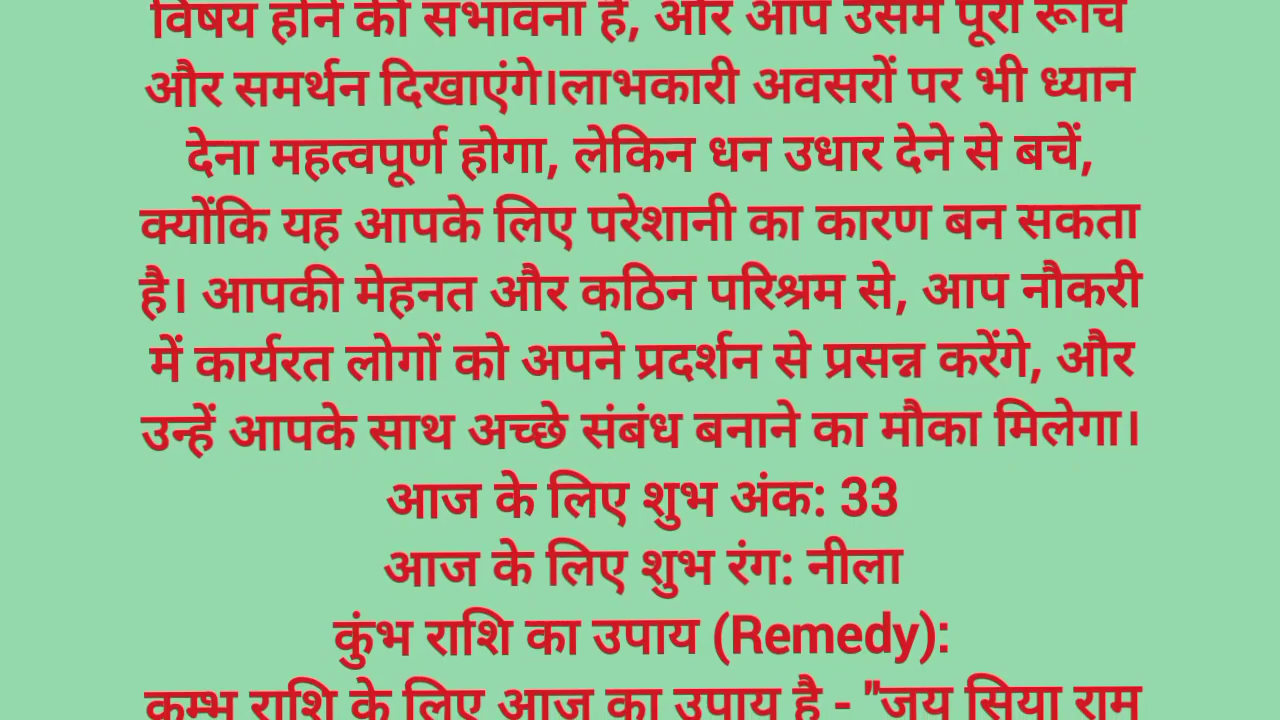 विषय होने की संभावना है, और आप उसमें पूरी रूचि
और समर्थन दिखाएंगे।लाभकारी अवसरों पर भी ध्यान
देना महत्वपूर्ण होगा, लेकिन धन उधार देने से बचें,
क्योंकि यह आपके लिए परेशानी का कारण बन सकता
है। आपकी मेहनत और कठिन परिश्रम से, आप नौकरी
में कार्यरत लोगों को अपने प्रदर्शन से प्रसन्न करेंगे, और
उन्हें आपके साथ अच्छे संबंध बनाने का मौका मिलेगा।
आज के लिए शुभ अंक: 33
आज के लिए शुभ रंग: नीला
कुंभ राशि का उपाय (Remedy):
कुम्भ राशि के लिए आज का उपाय है - "जय सिया राम